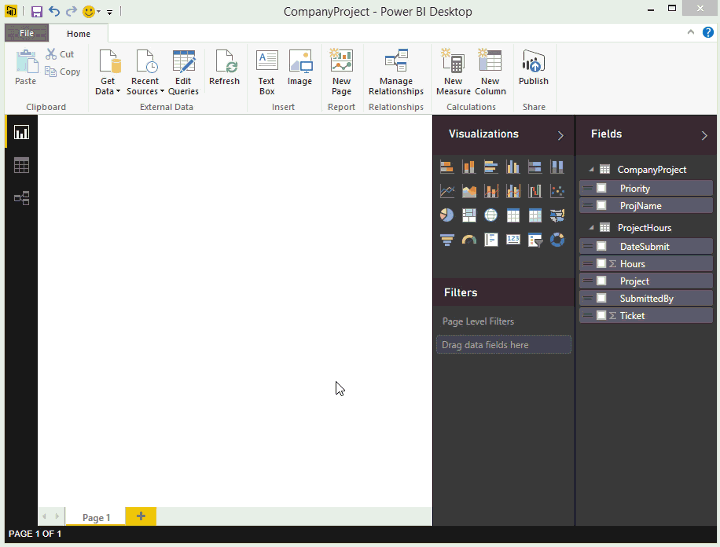 CompanyProject - Power BI Desktop
File
Home
Paste
Cut
Copy
Clipboard
Get
Data
Recent
Sources
Edit
Queries
External Data
Refresh
Text
Box
Image
Insert
New
Page
Report
Manage
Relationships
Relationships
New
Measure
New
Column
Calculations
Publish
Share
Visualizations
Fields
CompanyProject
Priority
ProjName
ProjectHours
DateSubmit
Σ Hours
Project
SubmittedBy
Σ Ticket
123
Filters
Page Level Filters
Drag data fields here
Page 1
PAGE 1 OF 1